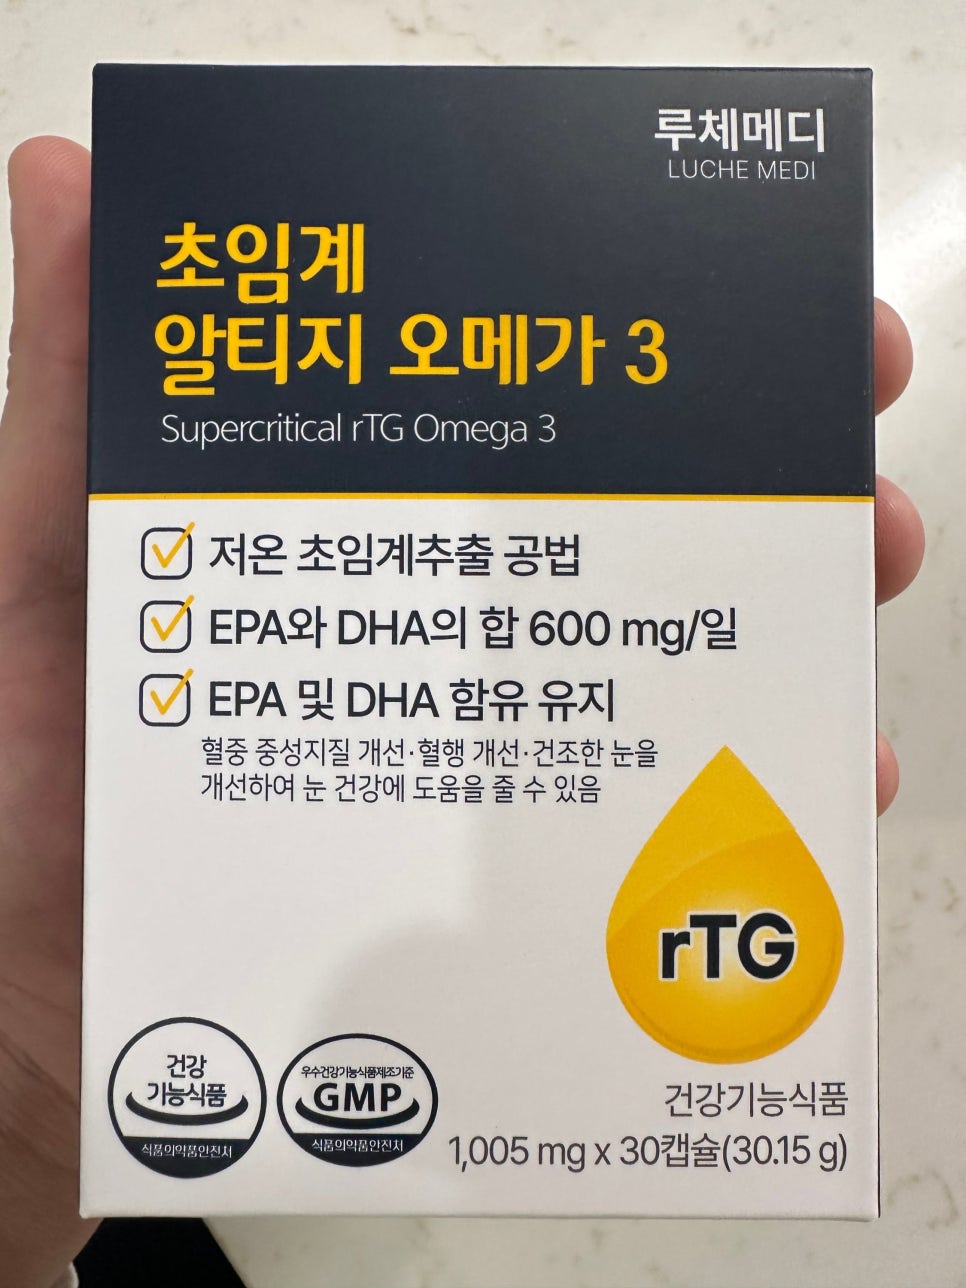 루체메디
LUCHE MEDI
초임계
알티지 오메가 3
Supercritical rTG Omega 3
저온 초임계추출 공법
EPA와 DHA의 합 600 mg/일
EPA 및 DHA 함유 유지
혈중 중성지질 개선·혈행 개선·건조한 눈을
개선하여 눈 건강에 도움을 줄 수 있음
rTG
건강
기능식품
식품의약품안전처
우수건강기능식품제조기준
GMP
식품의약품안전처
건강기능식품
1,005 mg x 30캡슐(30.15 g)